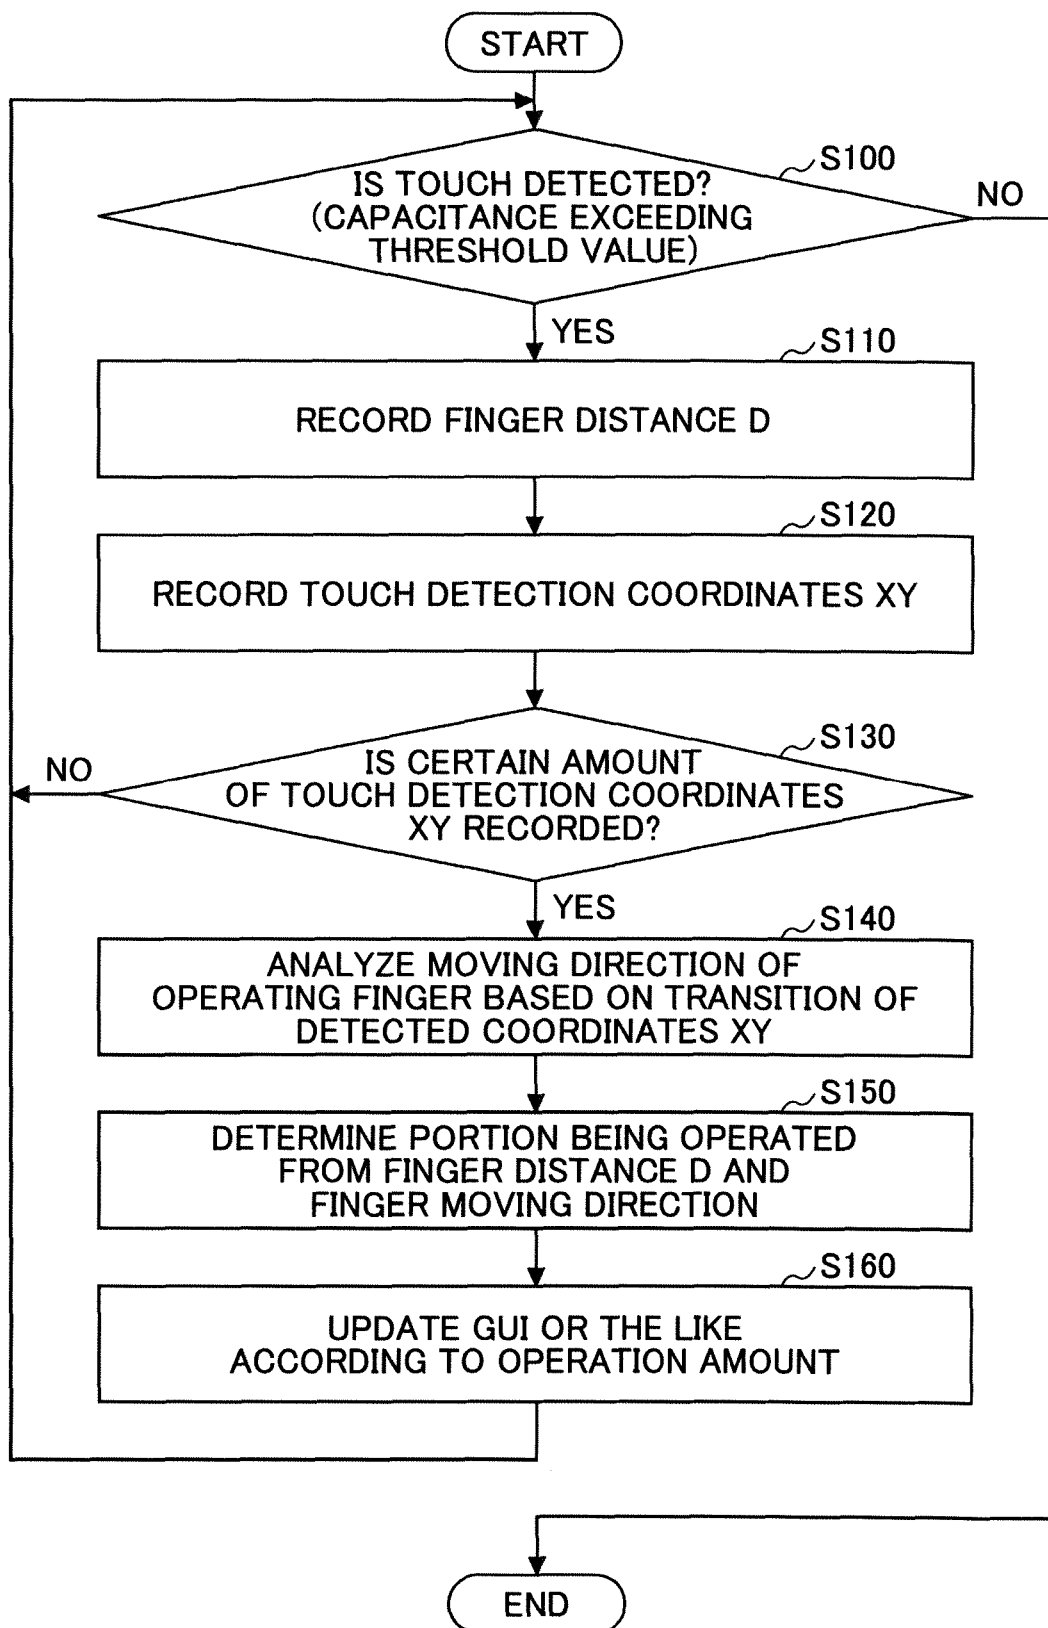 START
S100
IS TOUCH DETECTED?
(CAPACITANCE EXCEEDING
THRESHOLD VALUE)
NO
YES
S110
RECORD FINGER DISTANCE D
S120
RECORD TOUCH DETECTION COORDINATES XY
S130
IS CERTAIN AMOUNT
OF TOUCH DETECTION COORDINATES
XY RECORDED?
NO
YES
S140
ANALYZE MOVING DIRECTION OF
OPERATING FINGER BASED ON TRANSITION OF
DETECTED COORDINATES XY
S150
DETERMINE PORTION BEING OPERATED
FROM FINGER DISTANCE D AND
FINGER MOVING DIRECTION
S160
UPDATE GUI OR THE LIKE
ACCORDING TO OPERATION AMOUNT
END